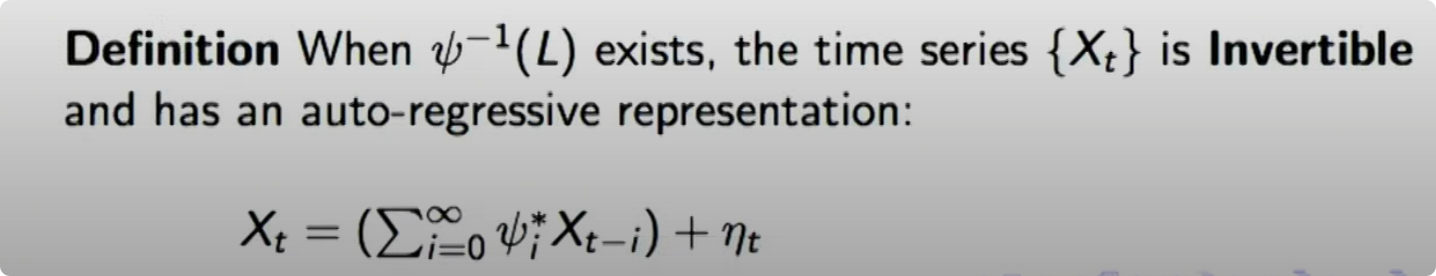 Definition When ψ⁻¹(L) exists, the time series {Xₜ} is Invertible
and has an auto-regressive representation:
Xₜ = (∑_{i=0}^{∞} ψᵢ* Xₜ₋ᵢ) + ηₜ